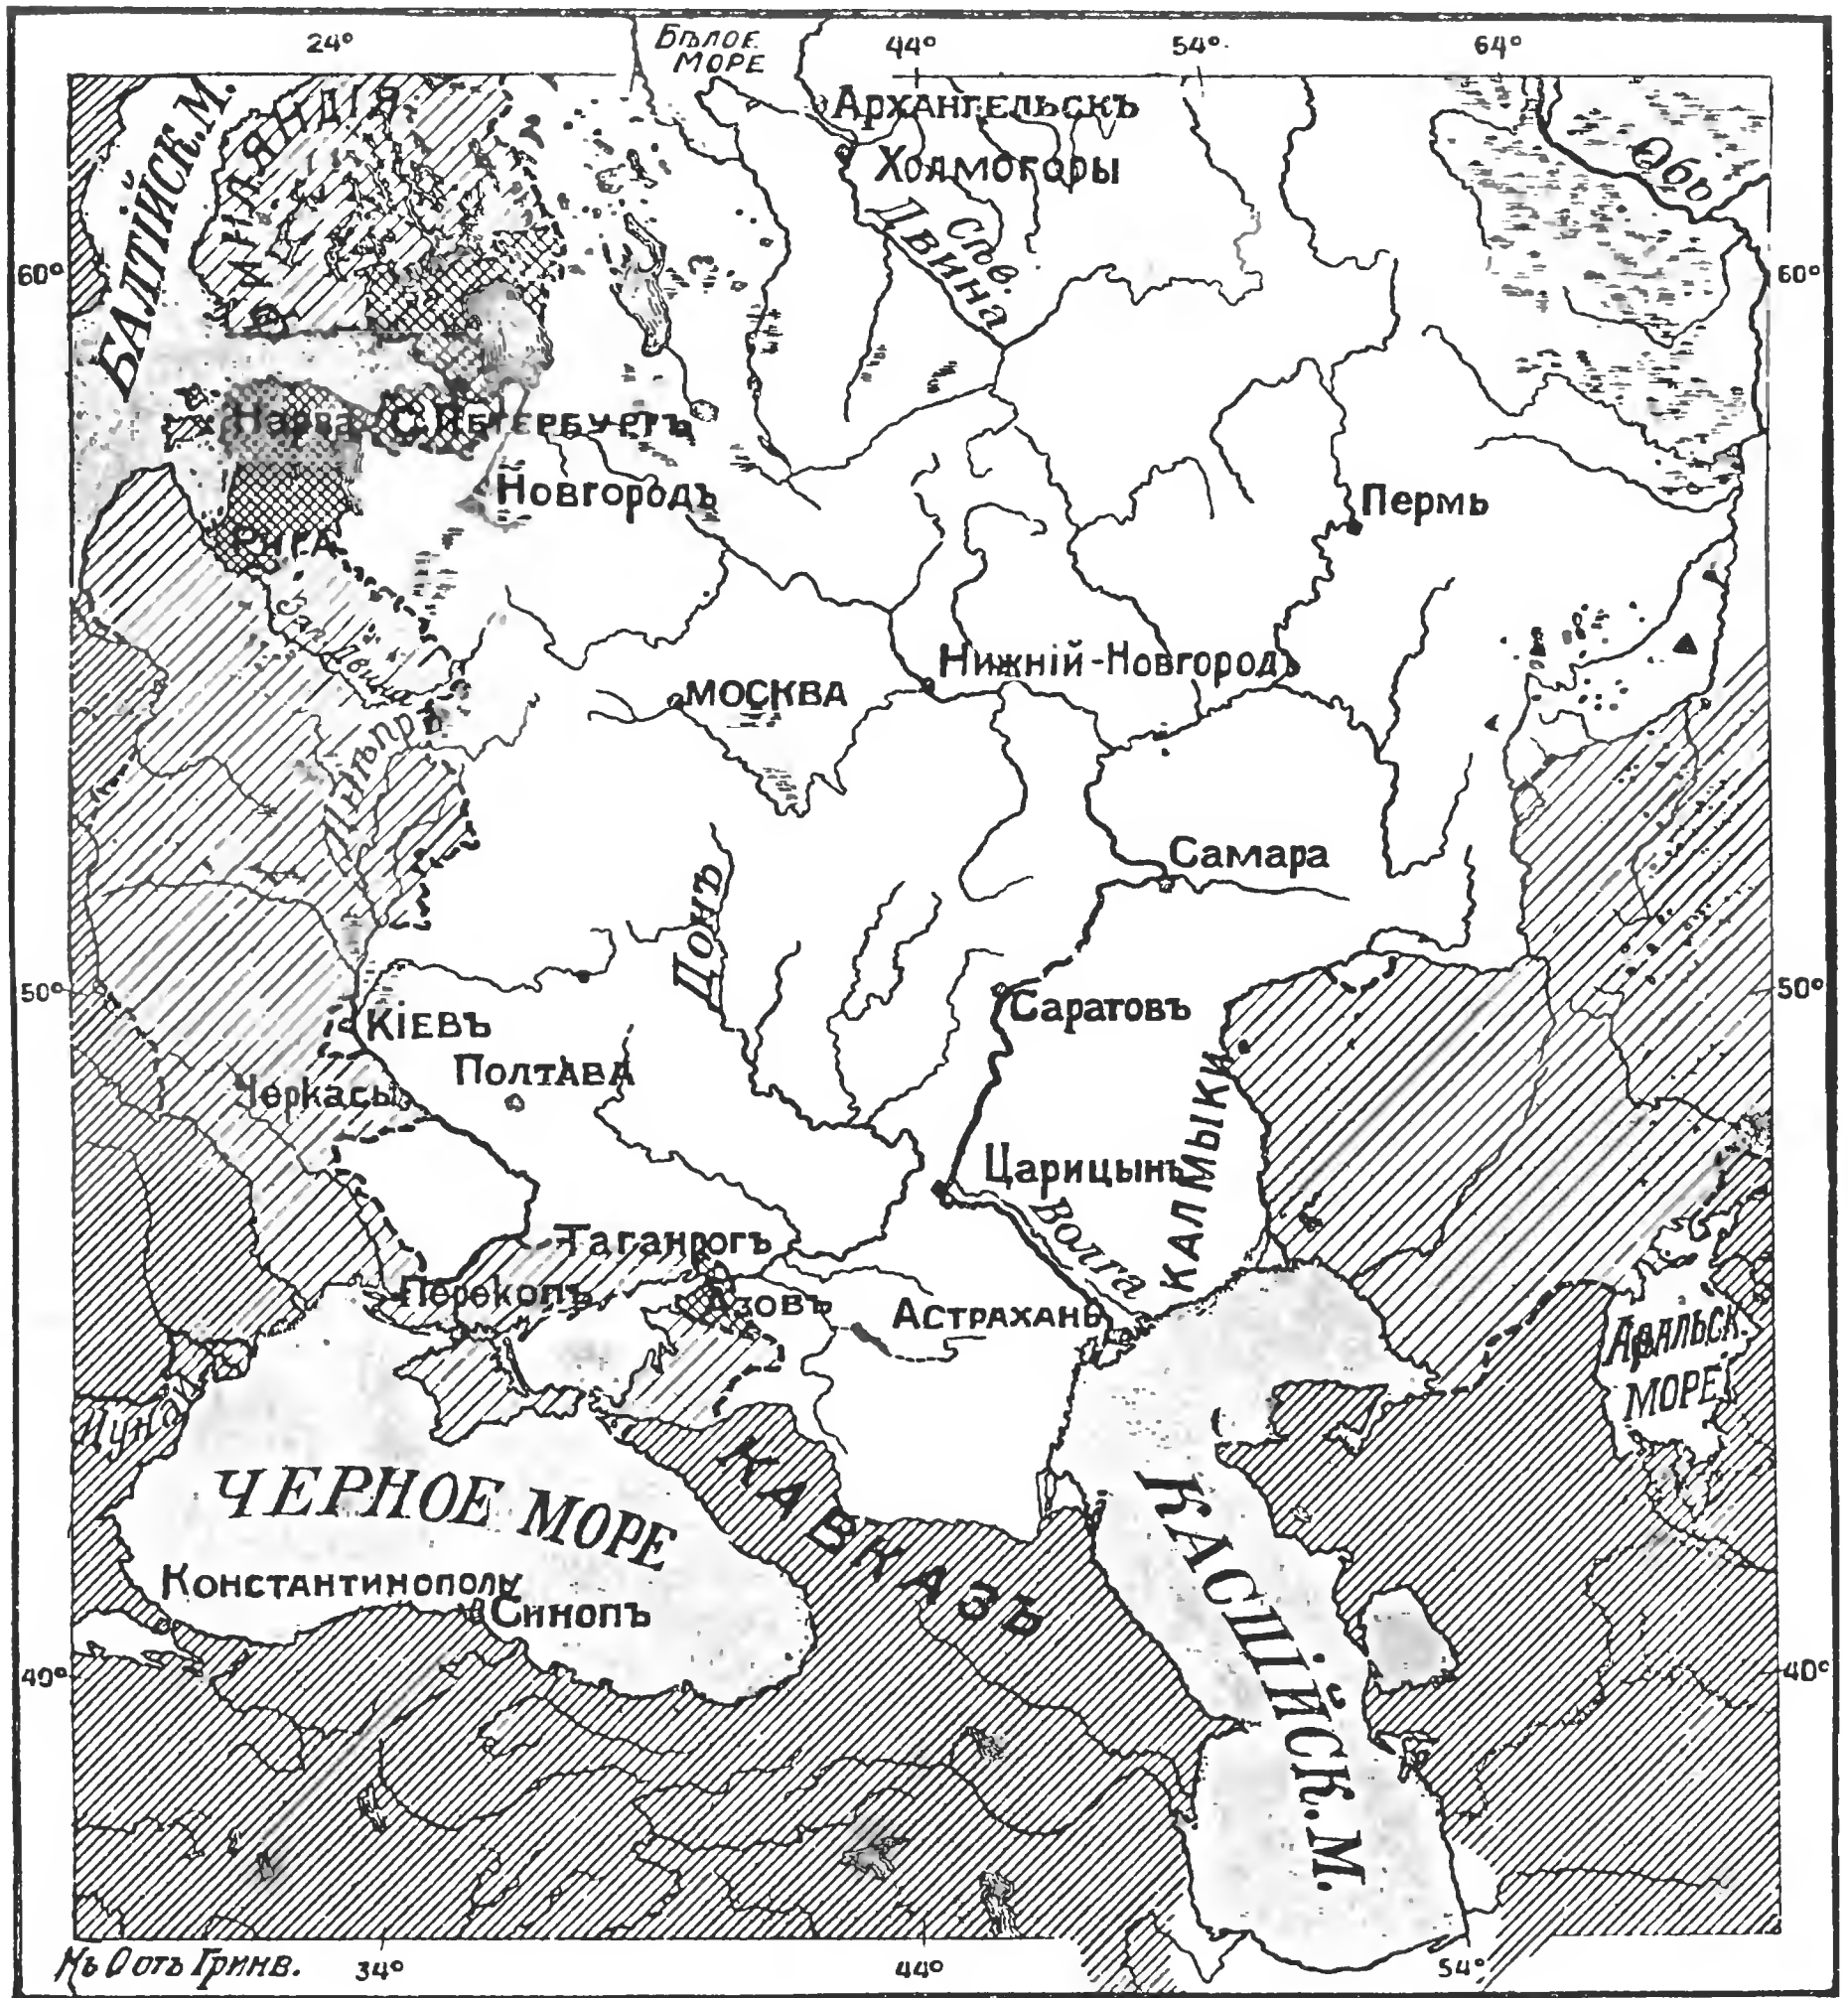 24°
БѢЛОЕ
МОРЕ
44°
54°
64°
БАЛТІЙСК. М.
АРХАНГЕЛЬСКЪ
ХОЛМОГОРЫ
Обь
Сѣв.
Двина
60°
60°
Нарва
С. ПЕТЕРБУРГЪ
Новгородъ
Пермь
Рига
Зап. Двина
Нижній-Новгородъ
МОСКВА
Днѣпръ
Самара
Донъ
50°
50°
КІЕВЪ
Саратовъ
ПОЛТАВА
Черкасы
КАЛМЫКИ
Царицынъ
Волга
Таганрогъ
Перекопъ
Азовъ
АСТРАХАНЬ
АРАЛЬСК.
МОРЕ
Дунай
КАВКАЗЪ
ЧЕРНОЕ МОРЕ
КАСПІЙСК. М.
КОНСТАНТИНОПОЛЬ
Синопъ
40°
40°
Къ О отъ Гринв.
34°
44°
54°